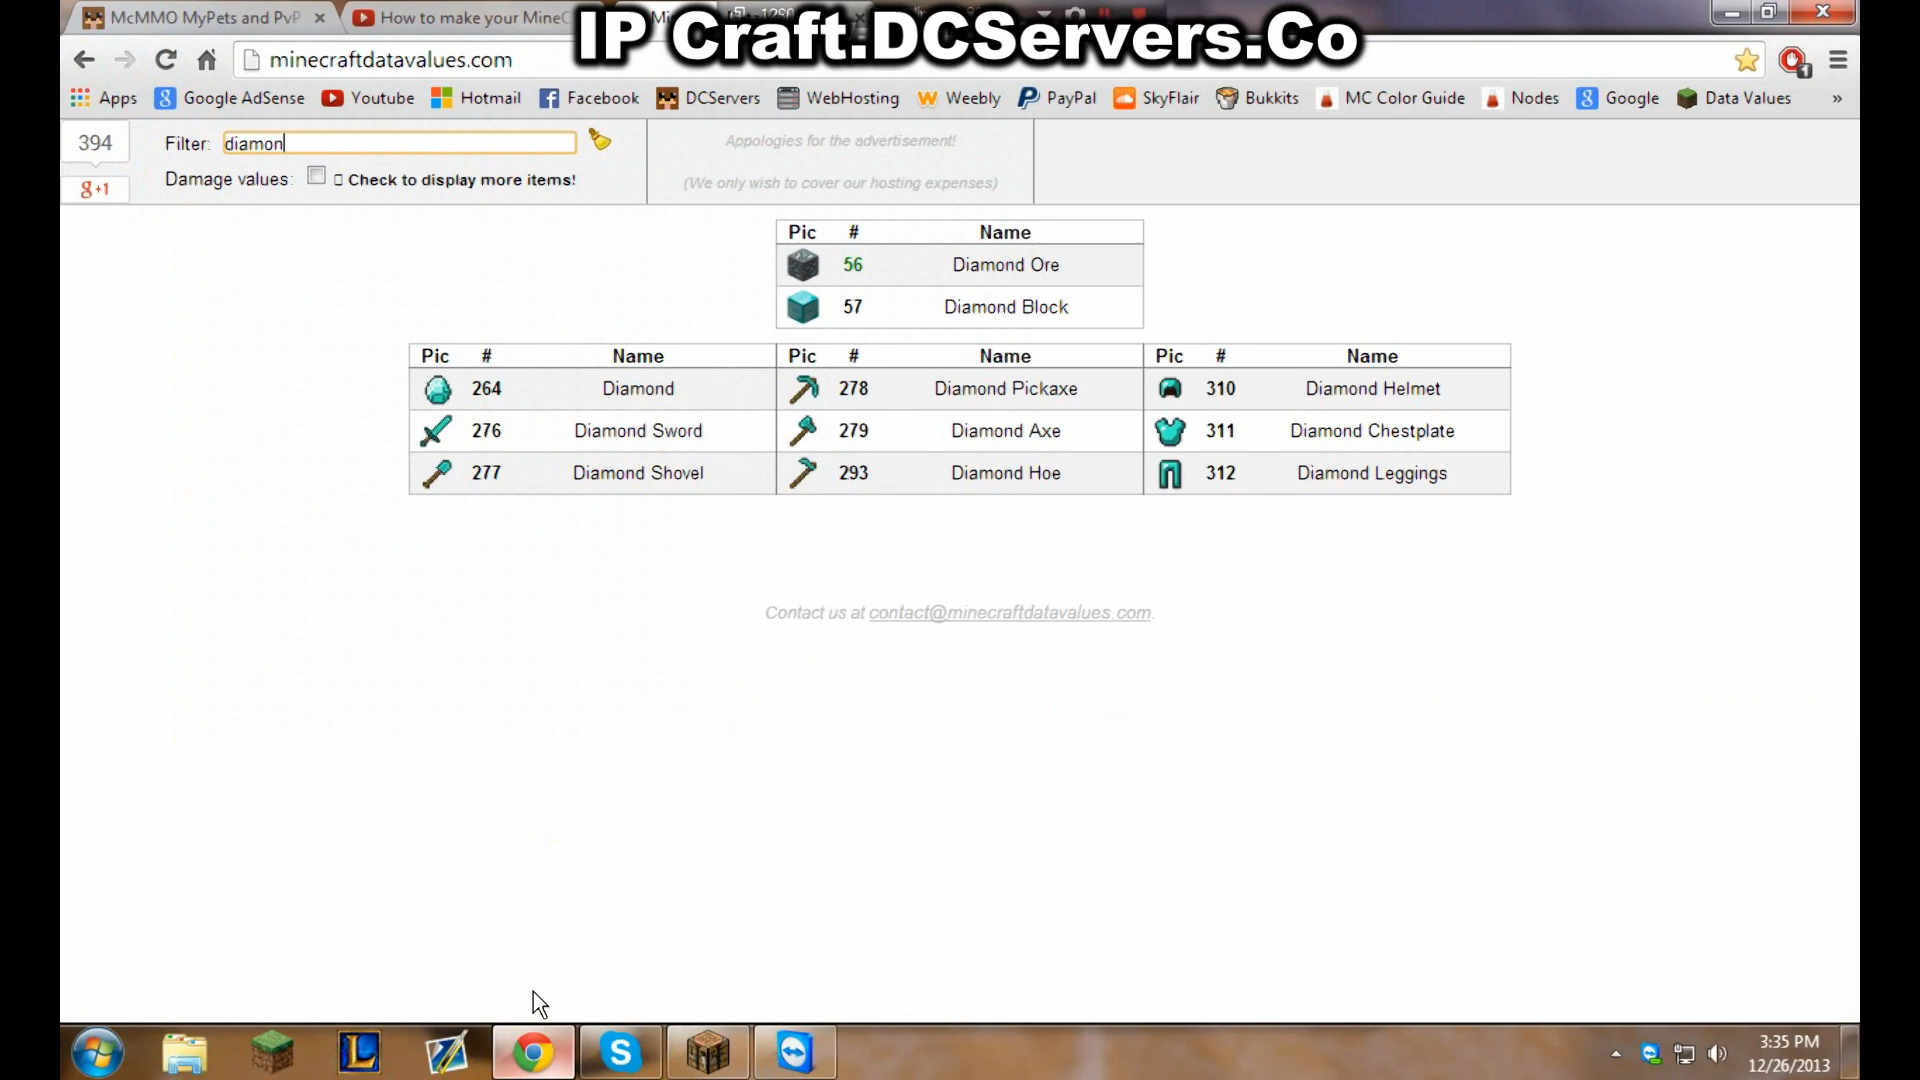 McMMO MyPets and PvP
How to make your MineC
IP Craft.DCServers.Co
minecraftdatavalues.com
1
Apps
Google AdSense
Youtube
Hotmail
Facebook
DCServers
WebHosting
Weebly
PayPal
SkyFlair
Bukkits
MC Color Guide
Nodes
Google
Data Values
»
394
Filter: diamon
Appologies for the advertisement!
g+1
Damage values: Check to display more items!
(We only wish to cover our hosting expenses)
Pic # Name
56 Diamond Ore
57 Diamond Block
Pic # Name Pic # Name Pic # Name
264 Diamond 278 Diamond Pickaxe 310 Diamond Helmet
276 Diamond Sword 279 Diamond Axe 311 Diamond Chestplate
277 Diamond Shovel 293 Diamond Hoe 312 Diamond Leggings
Contact us at contact@minecraftdatavalues.com.
3:35 PM
12/26/2013